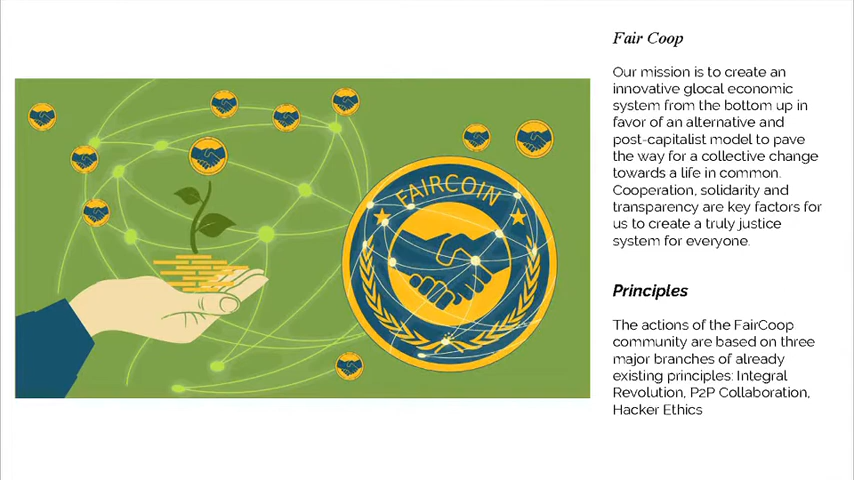 Fair Coop
Our mission is to create an
innovative glocal economic
system from the bottom up in
favor of an alternative and
post-capitalist model to pave
the way for a collective change
towards a life in common.
Cooperation, solidarity and
transparency are key factors for
us to create a truly justice
system for everyone.
FAIRCOIN
Principles
The actions of the FairCoop
community are based on three
major branches of already
existing principles: Integral
Revolution, P2P Collaboration,
Hacker Ethics